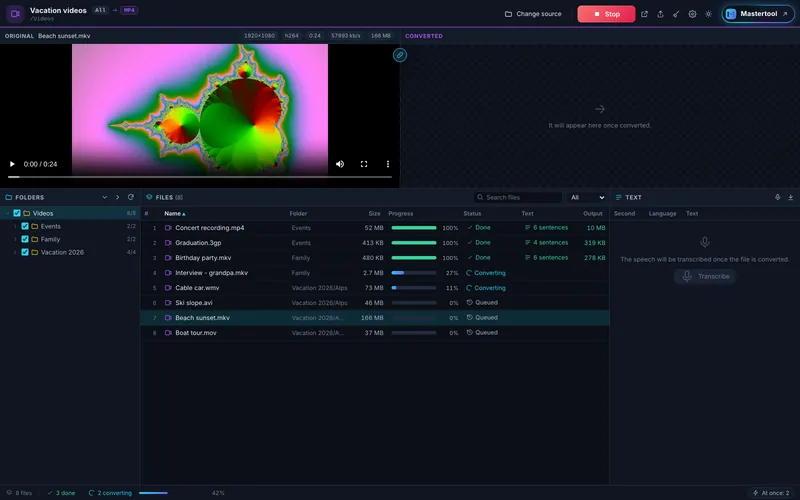 Vacation videos All → MP4
/Videos
Change source
Stop
Mastertool ↗
ORIGINAL Beach sunset.mkv 1920×1080 h264 0:24 57993 kb/s 166 MB
CONVERTED
It will appear here once converted.
0:00 / 0:24
FOLDERS
Videos 8/8
Events 2/2
Family 2/2
Vacation 2026 4/4
FILES (8) Search files All
# Name ▲ Folder Size Progress Status Text Output
1 Concert recording.mp4 Events 52 MB 100% Done 6 sentences 10 MB
2 Graduation.3gp Events 413 KB 100% Done 4 sentences 319 KB
3 Birthday party.mkv Family 480 KB 100% Done 6 sentences 278 KB
4 Interview - grandpa.mkv Family 2.7 MB 27% Converting
5 Cable car.wmv Vacation 2026/Alps 73 MB 11% Converting
6 Ski slope.avi Vacation 2026/Alps 46 MB 0% Queued
7 Beach sunset.mkv Vacation 2026/A... 166 MB 0% Queued
8 Boat tour.mov Vacation 2026/A... 37 MB 0% Queued
TEXT
Second Language Text
The speech will be transcribed once the file is converted.
Transcribe
8 files 3 done 2 converting 42%
At once: 2